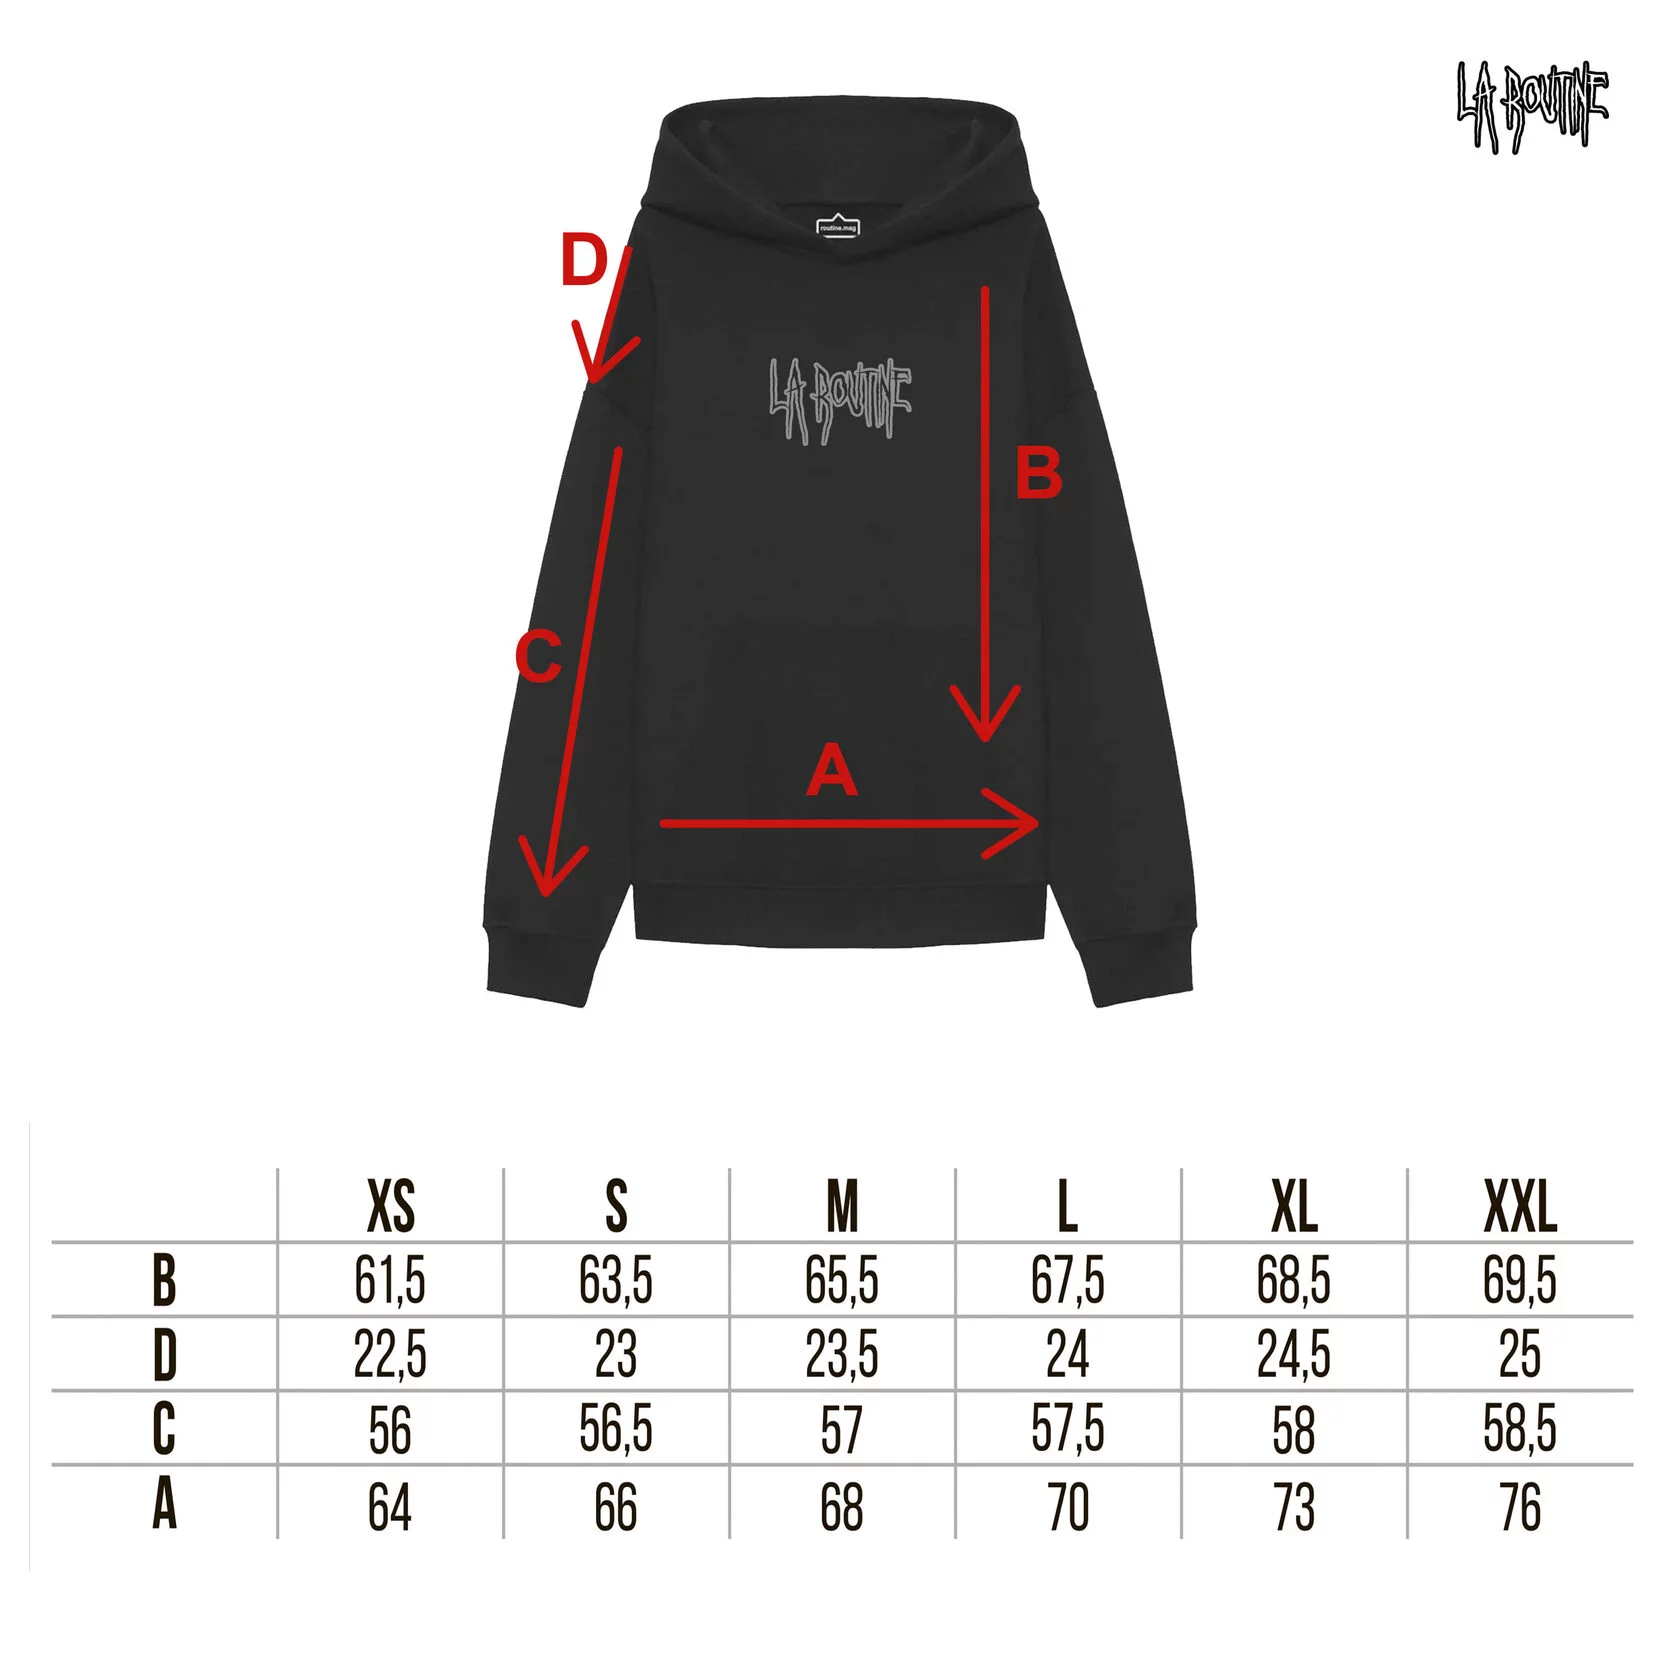 LA ROUTINE
routine.mag
D
LA ROUTINE
B
C
A
XS S M L XL XXL
B 61,5 63,5 65,5 67,5 68,5 69,5
D 22,5 23 23,5 24 24,5 25
C 56 56,5 57 57,5 58 58,5
A 64 66 68 70 73 76